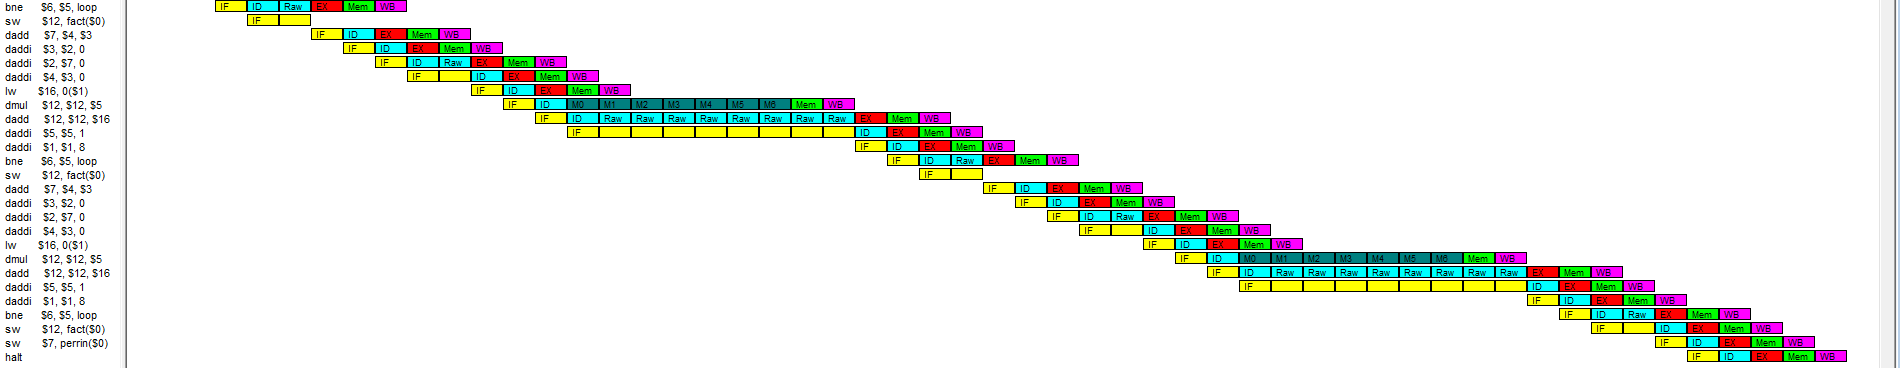 bne $6, $5, loop IF ID Raw EX Mem WB
sw $12, fact($0) IF
dadd $7, $4, $3 IF ID EX Mem WB
daddi $3, $2, 0 IF ID EX Mem WB
daddi $2, $7, 0 IF ID Raw EX Mem WB
daddi $4, $3, 0 IF ID EX Mem WB
lw $16, 0($1) IF ID EX Mem WB
dmul $12, $12, $5 IF ID M0 M1 M2 M3 M4 M5 M6 Mem WB
dadd $12, $12, $16 IF ID Raw Raw Raw Raw Raw Raw Raw Raw EX Mem WB
daddi $5, $5, 1 IF ID EX Mem WB
daddi $1, $1, 8 IF ID EX Mem WB
bne $6, $5, loop IF ID Raw EX Mem WB
sw $12, fact($0) IF
dadd $7, $4, $3 IF ID EX Mem WB
daddi $3, $2, 0 IF ID EX Mem WB
daddi $2, $7, 0 IF ID Raw EX Mem WB
daddi $4, $3, 0 IF ID EX Mem WB
lw $16, 0($1) IF ID EX Mem WB
dmul $12, $12, $5 IF ID M0 M1 M2 M3 M4 M5 M6 Mem WB
dadd $12, $12, $16 IF ID Raw Raw Raw Raw Raw Raw Raw Raw EX Mem WB
daddi $5, $5, 1 IF ID EX Mem WB
daddi $1, $1, 8 IF ID EX Mem WB
bne $6, $5, loop IF ID Raw EX Mem WB
sw $12, fact($0) IF ID EX Mem WB
sw $7, perrin($0) IF ID EX Mem WB
halt IF ID EX Mem WB